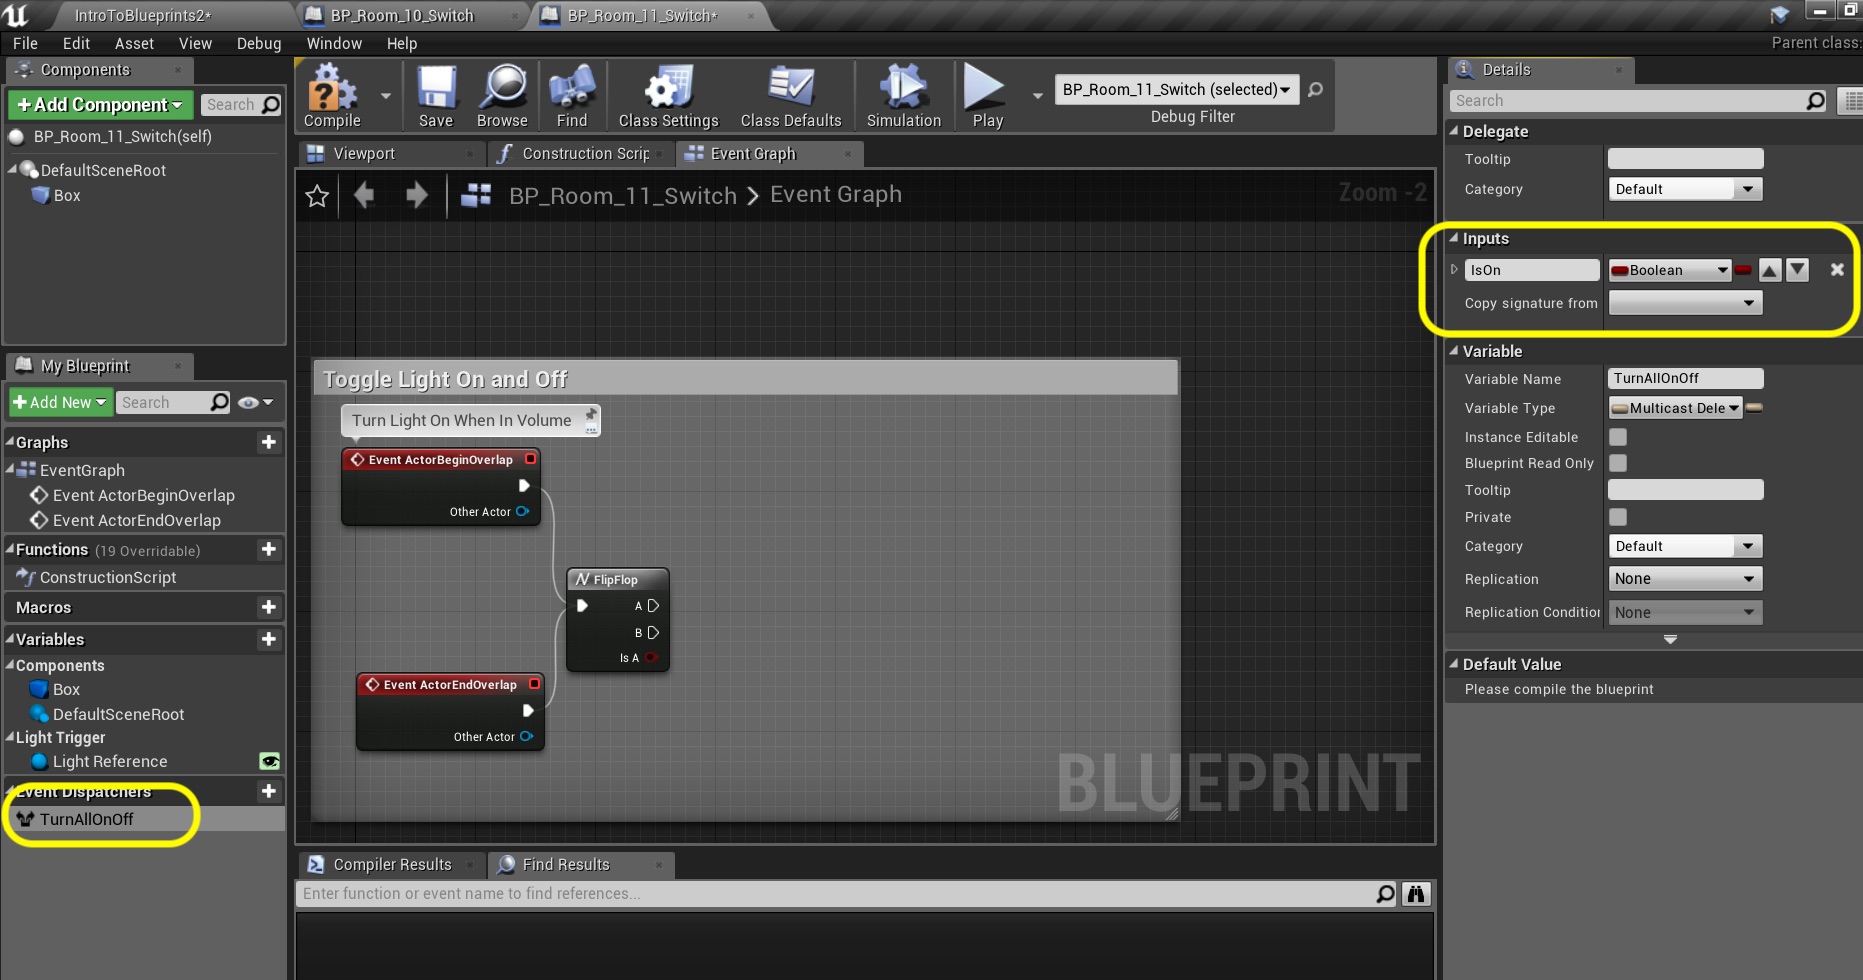 IntroToBlueprints2*
BP_Room_10_Switch
BP_Room_11_Switch*
File Edit Asset View Debug Window Help
Parent class:
Components
+Add Component
Search
BP_Room_11_Switch(self)
DefaultSceneRoot
Box
Compile
Save
Browse
Find
Class Settings
Class Defaults
Simulation
Play
BP_Room_11_Switch (selected)
Debug Filter
Viewport
Construction Scrip
Event Graph
BP_Room_11_Switch > Event Graph
Zoom -2
Toggle Light On and Off
Turn Light On When In Volume
Event ActorBeginOverlap
Other Actor
FlipFlop
A
B
Is A
Event ActorEndOverlap
Other Actor
BLUEPRINT
My Blueprint
+Add New
Search
Graphs
EventGraph
Event ActorBeginOverlap
Event ActorEndOverlap
Functions (19 Overridable)
ConstructionScript
Macros
Variables
Components
Box
DefaultSceneRoot
Light Trigger
Light Reference
Event Dispatchers
TurnAllOnOff
Compiler Results
Find Results
Enter function or event name to find references...
Details
Search
Delegate
Tooltip
Category Default
Inputs
IsOn Boolean
Copy signature from
Variable
Variable Name TurnAllOnOff
Variable Type Multicast Dele
Instance Editable
Blueprint Read Only
Tooltip
Private
Category Default
Replication None
Replication Conditior None
Default Value
Please compile the blueprint